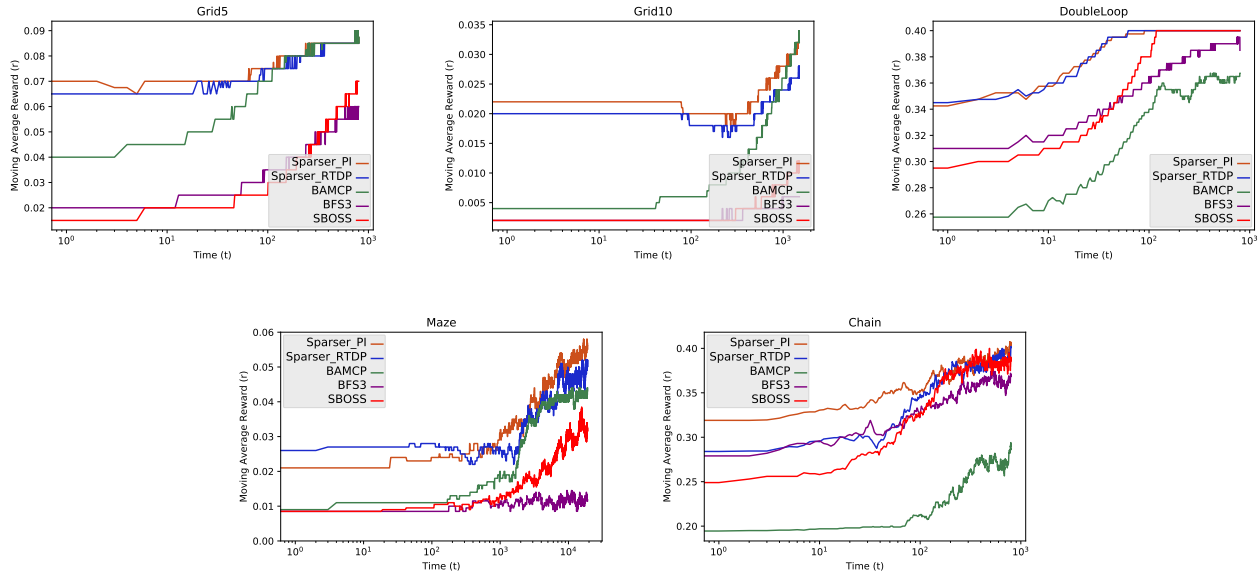 Grid5
0.09
0.08
0.07
0.06
0.05
0.04
0.03
0.02
Moving Average Reward (r)
Sparser_PI
Sparser_RTDP
BAMCP
BFS3
SBOSS
10^0 10^1 10^2 10^3
Time (t)
Grid10
0.035
0.030
0.025
0.020
0.015
0.010
0.005
Moving Average Reward (r)
Sparser_PI
Sparser_RTDP
BAMCP
BFS3
SBOSS
10^0 10^1 10^2 10^3
Time (t)
DoubleLoop
0.40
0.38
0.36
0.34
0.32
0.30
0.28
0.26
Moving Average Reward (r)
Sparser_PI
Sparser_RTDP
BAMCP
BFS3
SBOSS
10^0 10^1 10^2 10^3
Time (t)
Maze
0.06
0.05
0.04
0.03
0.02
0.01
0.00
Moving Average Reward (r)
Sparser_PI
Sparser_RTDP
BAMCP
BFS3
SBOSS
10^0 10^1 10^2 10^3 10^4
Time (t)
Chain
0.40
0.35
0.30
0.25
0.20
Moving Average Reward (r)
Sparser_PI
Sparser_RTDP
BAMCP
BFS3
SBOSS
10^0 10^1 10^2 10^3
Time (t)